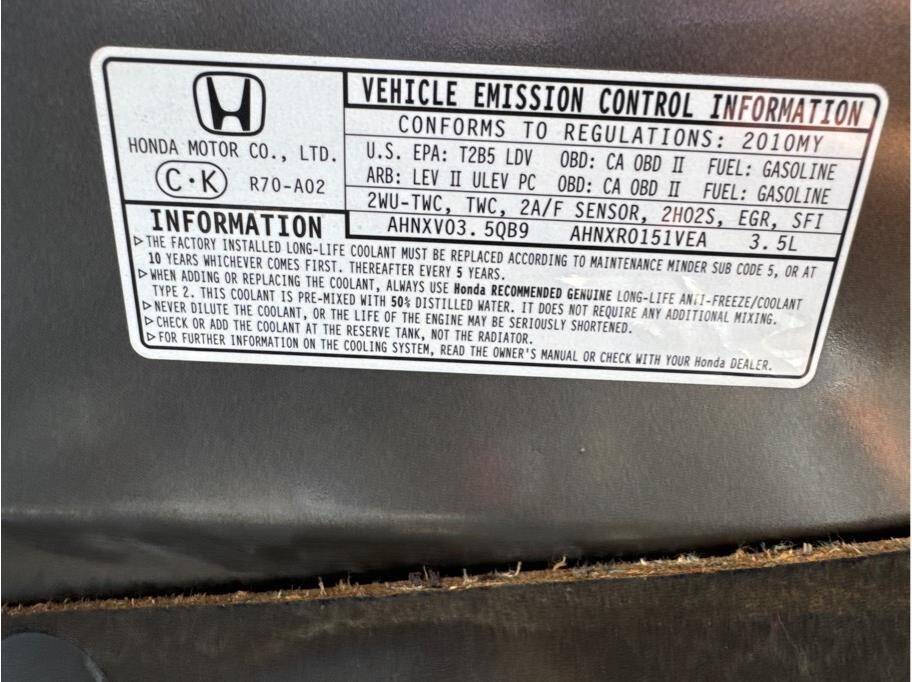 VEHICLE EMISSION CONTROL INFORMATION
CONFORMS TO REGULATIONS: 2010MY
HONDA MOTOR CO., LTD.
U.S. EPA: T2B5 LDV OBD: CA OBD II FUEL: GASOLINE
ARB: LEV II ULEV PC OBD: CA OBD II FUEL: GASOLINE
C·K R70-A02
2WU-TWC, TWC, 2A/F SENSOR, 2HO2S, EGR, SFI
AHNXV03.5QB9 AHNXR0151VEA 3.5L
INFORMATION
▷THE FACTORY INSTALLED LONG-LIFE COOLANT MUST BE REPLACED ACCORDING TO MAINTENANCE MINDER SUB CODE 5, OR AT
10 YEARS WHICHEVER COMES FIRST. THEREAFTER EVERY 5 YEARS.
▷WHEN ADDING OR REPLACING THE COOLANT, ALWAYS USE Honda RECOMMENDED GENUINE LONG-LIFE ANTI-FREEZE/COOLANT
TYPE 2. THIS COOLANT IS PRE-MIXED WITH 50% DISTILLED WATER. IT DOES NOT REQUIRE ANY ADDITIONAL MIXING.
▷NEVER DILUTE THE COOLANT, OR THE LIFE OF THE ENGINE MAY BE SERIOUSLY SHORTENED.
▷CHECK OR ADD THE COOLANT AT THE RESERVE TANK, NOT THE RADIATOR.
▷FOR FURTHER INFORMATION ON THE COOLING SYSTEM, READ THE OWNER'S MANUAL OR CHECK WITH YOUR Honda DEALER.